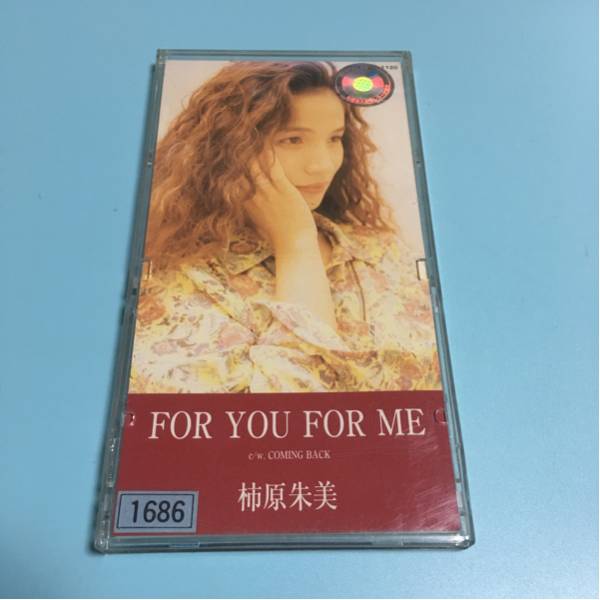 FOR YOU FOR ME
c/w. COMING BACK
柿原朱美
1686